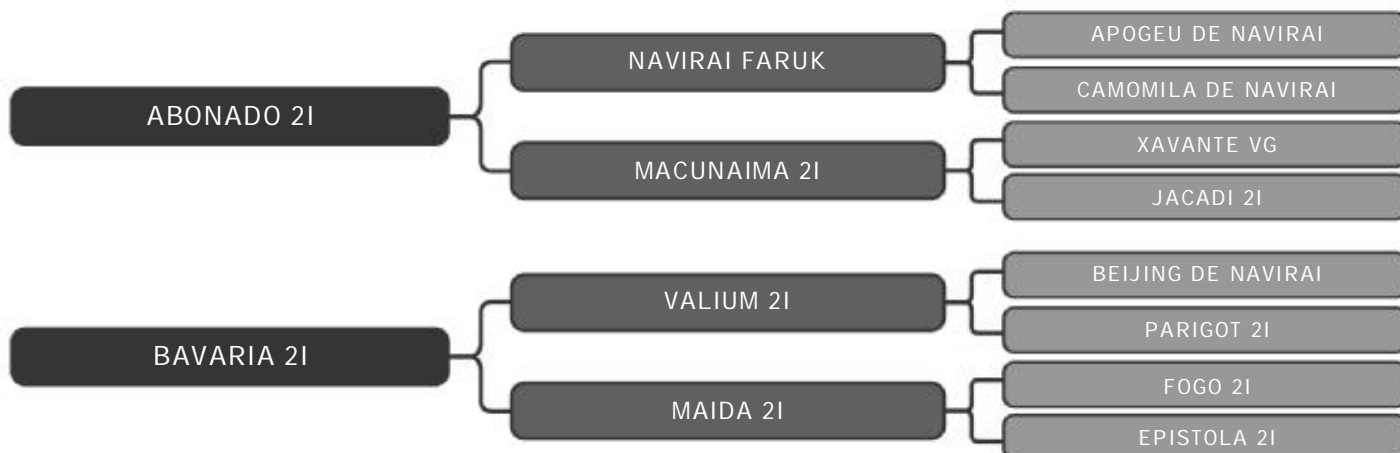 APOGEU DE NAVIRAI
NAVIRAI FARUK
CAMOMILA DE NAVIRAI
ABONADO 2I
XAVANTE VG
MACUNAIMA 2I
JACADI 2I
BEIJING DE NAVIRAI
VALIUM 2I
PARIGOT 2I
BAVARIA 2I
FOGO 2I
MAIDA 2I
EPISTOLA 2I